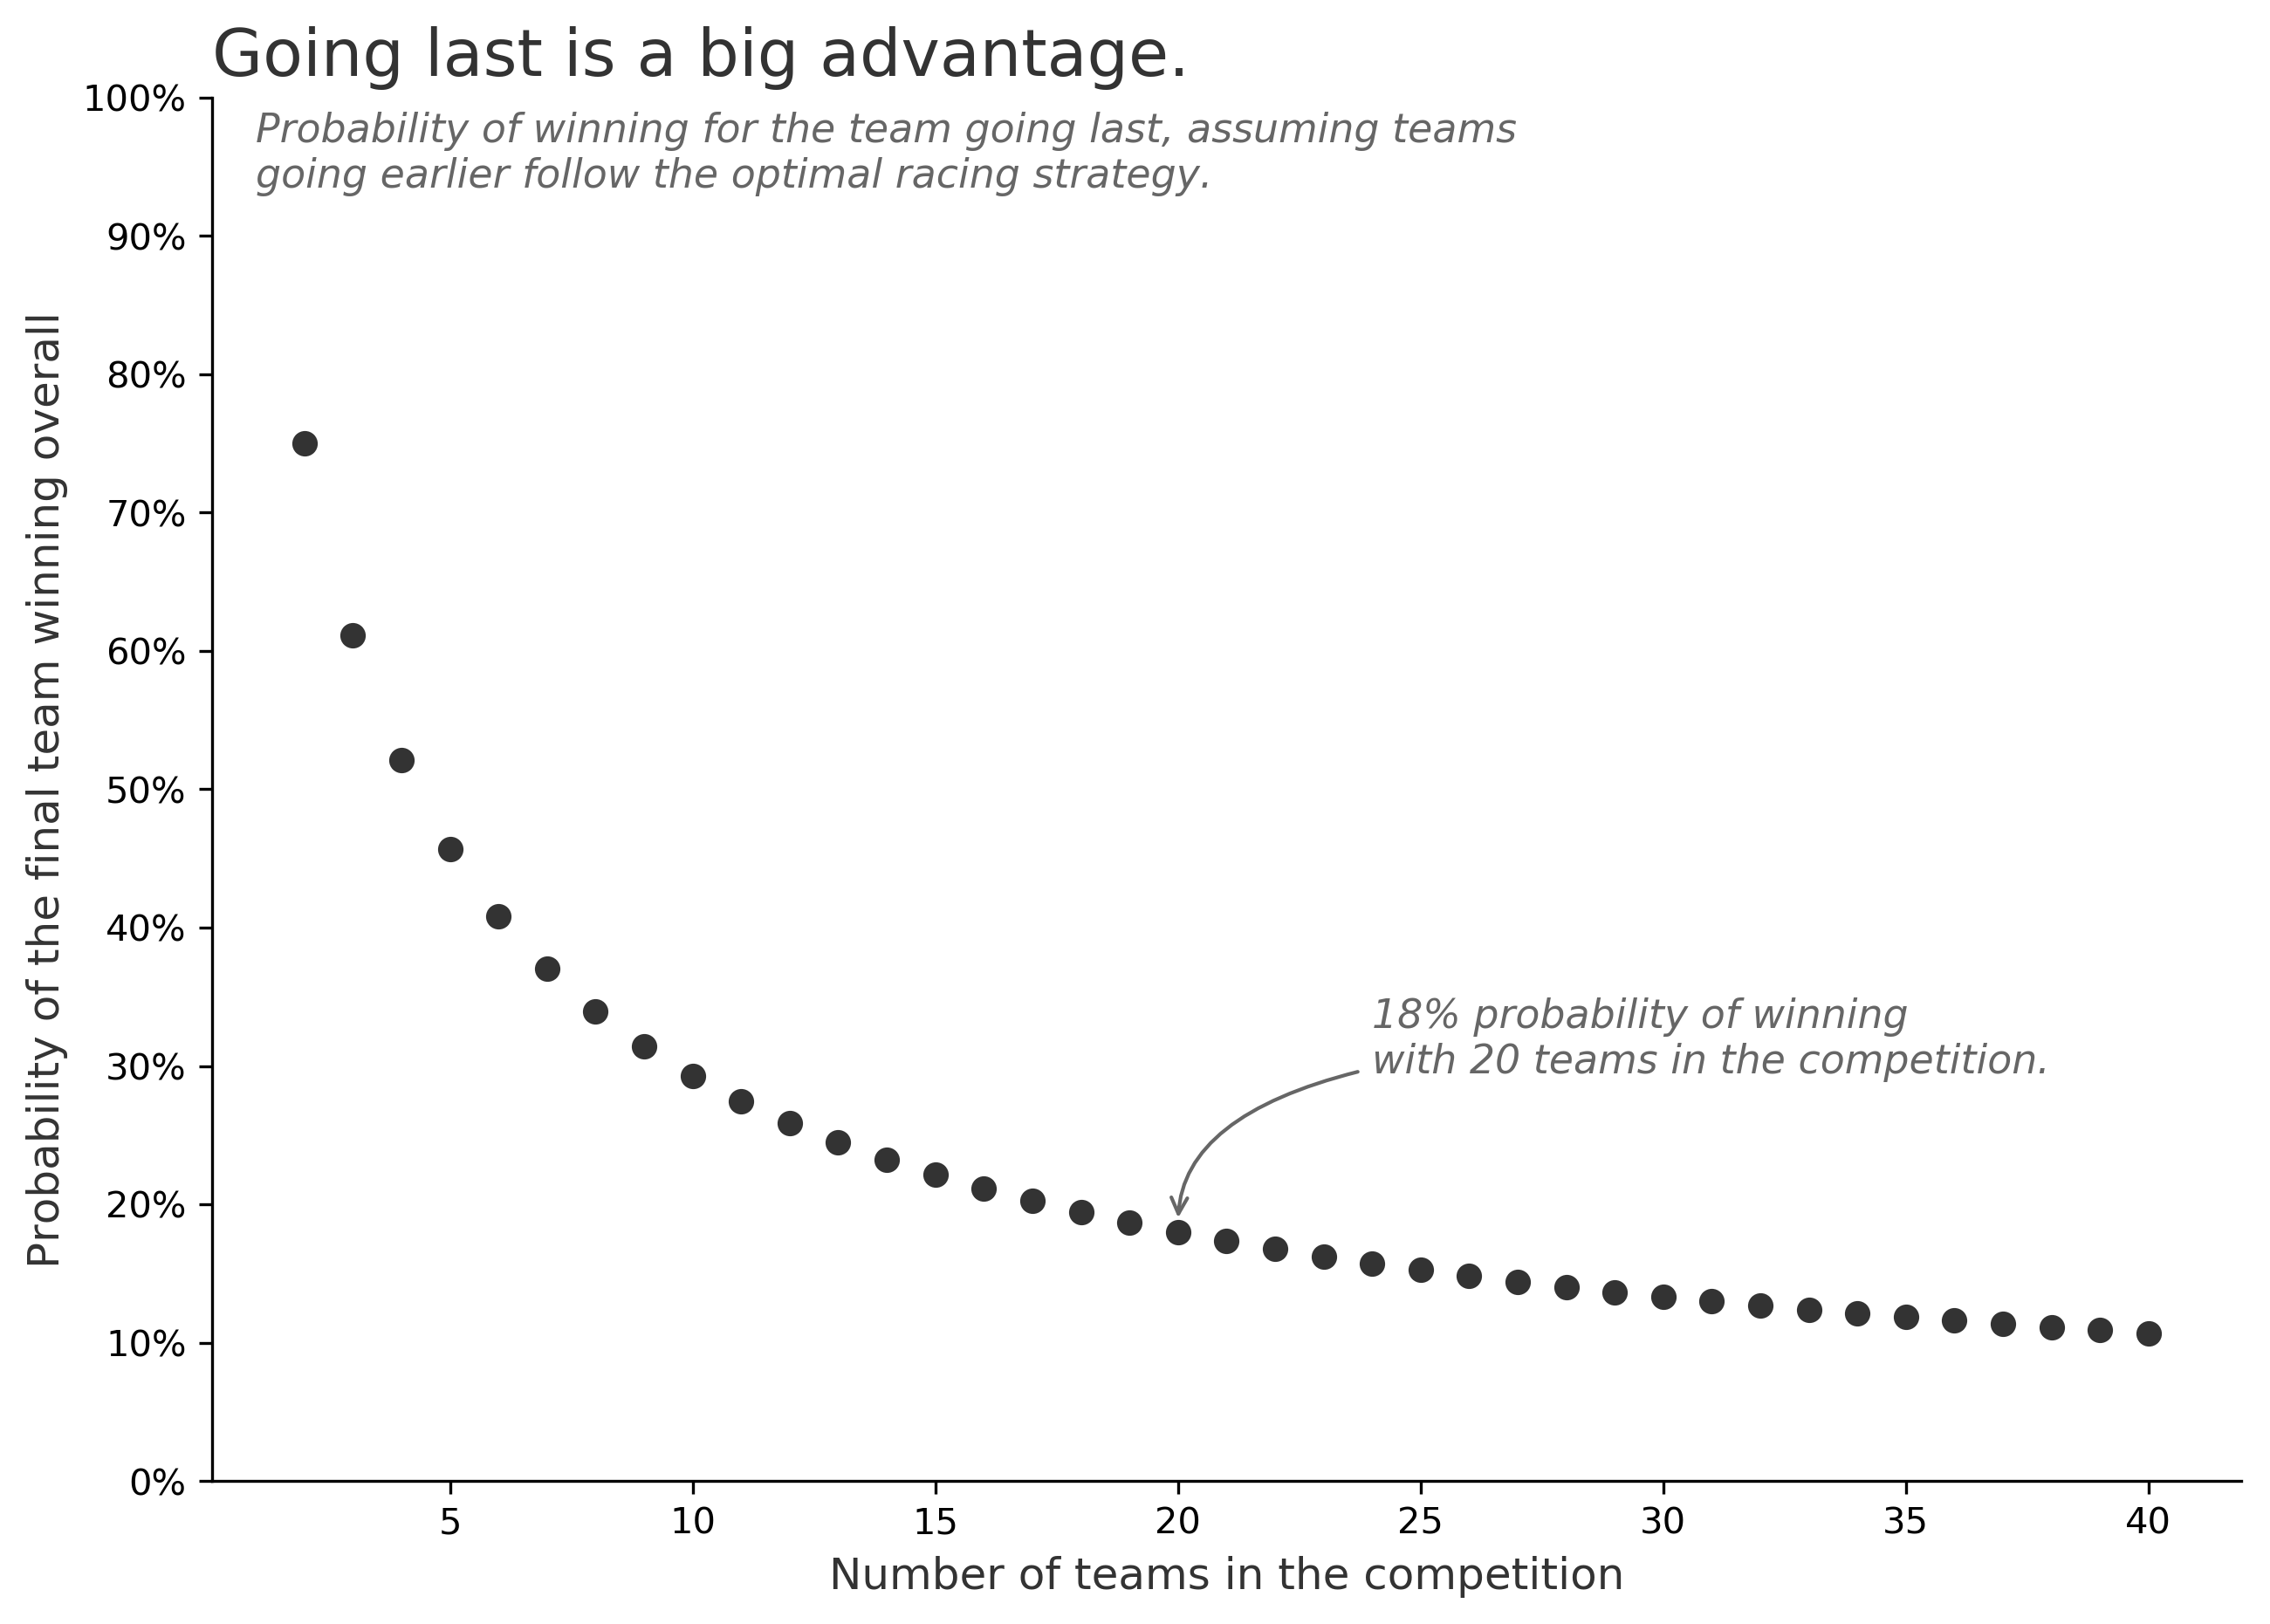 Going last is a big advantage.
Probability of winning for the team going last, assuming teams
going earlier follow the optimal racing strategy.
100%
90%
80%
70%
60%
50%
40%
30%
20%
10%
0%
Probability of the final team winning overall
18% probability of winning
with 20 teams in the competition.
5
10
15
20
25
30
35
40
Number of teams in the competition